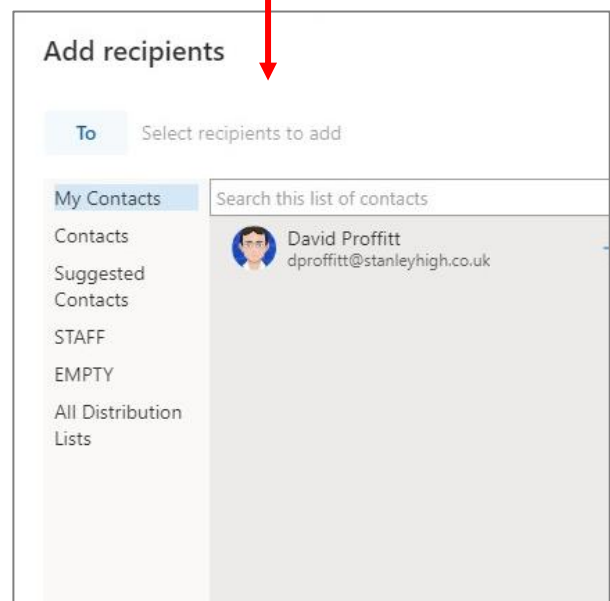 Add recipients
To Select recipients to add
My Contacts
Search this list of contacts
Contacts
David Proffitt
dproffitt@stanleyhigh.co.uk
Suggested
Contacts
STAFF
EMPTY
All Distribution
Lists